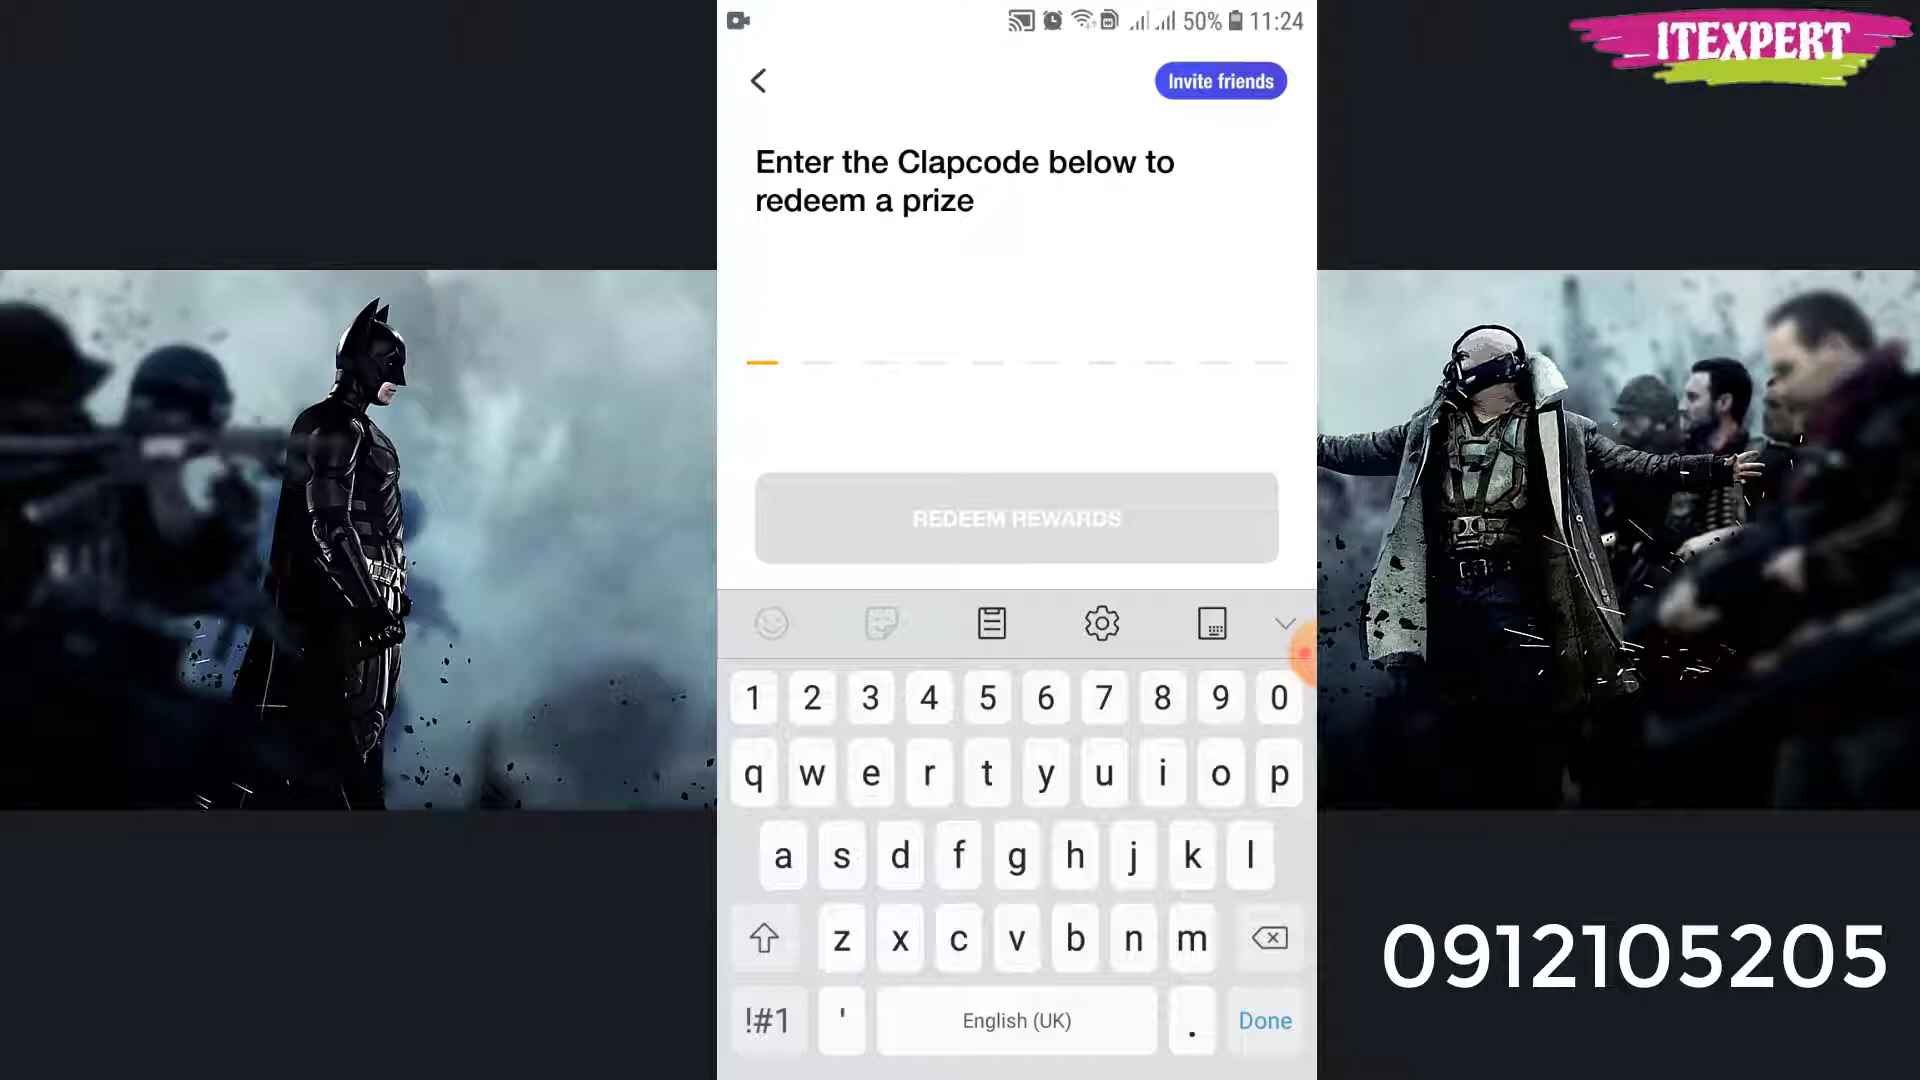 50% 11:24
ITEXPERT
Invite friends
Enter the Clapcode below to
redeem a prize
REDEEM REWARDS
1 2 3 4 5 6 7 8 9 0
q w e r t y u i o p
a s d f g h j k l
z x c v b n m
!#1 ' English (UK) . Done
0912105205